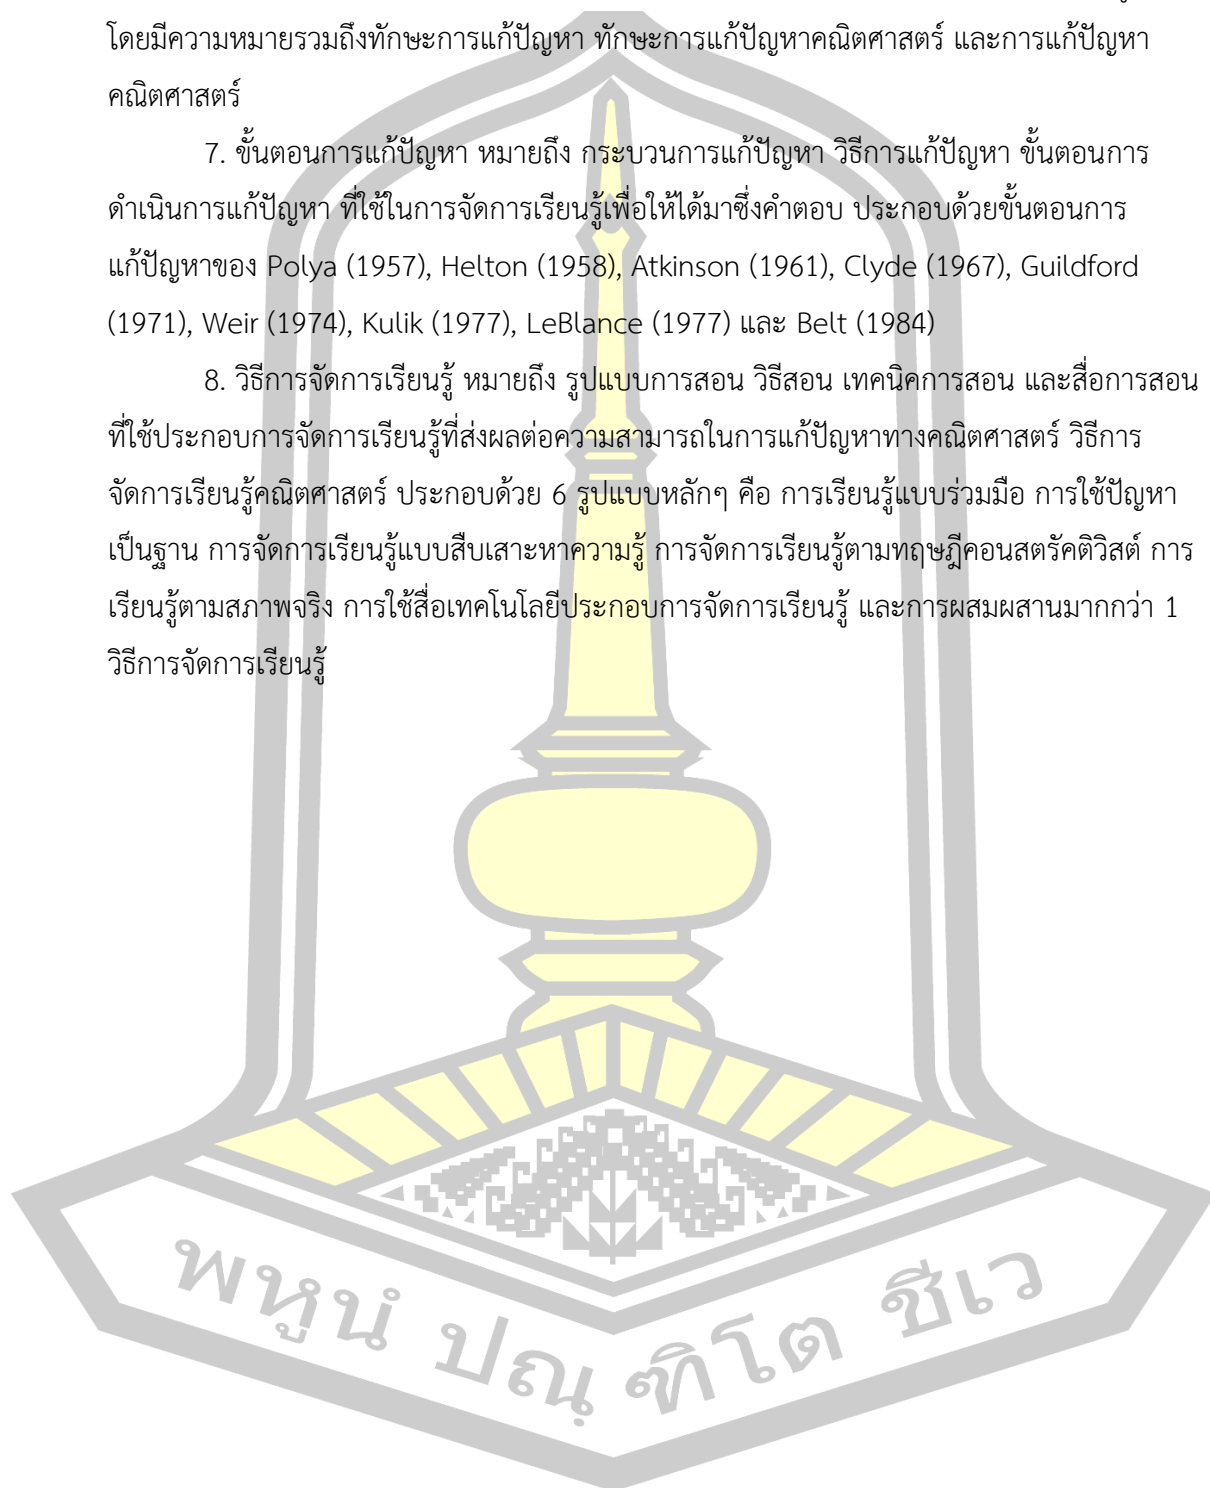 โดยมีความหมายรวมถึงทักษะการแก้ปัญหา ทักษะการแก้ปัญหาคณิตศาสตร์ และการแก้ปัญหา
คณิตศาสตร์
7. ขั้นตอนการแก้ปัญหา หมายถึง กระบวนการแก้ปัญหา วิธีการแก้ปัญหา ขั้นตอนการ
ดำเนินการแก้ปัญหา ที่ใช้ในการจัดการเรียนรู้เพื่อให้ได้มาซึ่งคำตอบ ประกอบด้วยขั้นตอนการ
แก้ปัญหาของ Polya (1957), Helton (1958), Atkinson (1961), Clyde (1967), Guildford
(1971), Weir (1974), Kulik (1977), LeBlance (1977) และ Belt (1984)
8. วิธีการจัดการเรียนรู้ หมายถึง รูปแบบการสอน วิธีสอน เทคนิคการสอน และสื่อการสอน
ที่ใช้ประกอบการจัดการเรียนรู้ที่ส่งผลต่อความสามารถในการแก้ปัญหาทางคณิตศาสตร์ วิธีการ
จัดการเรียนรู้คณิตศาสตร์ ประกอบด้วย 6 รูปแบบหลักๆ คือ การเรียนรู้แบบร่วมมือ การใช้ปัญหา
เป็นฐาน การจัดการเรียนรู้แบบสืบเสาะหาความรู้ การจัดการเรียนรู้ตามทฤษฎีคอนสตรัคติวิสต์ การ
เรียนรู้ตามสภาพจริง การใช้สื่อเทคโนโลยีประกอบการจัดการเรียนรู้ และการผสมผสานมากกว่า 1
วิธีการจัดการเรียนรู้
พหูนํ ปณฺ ฑิโต ชีเว